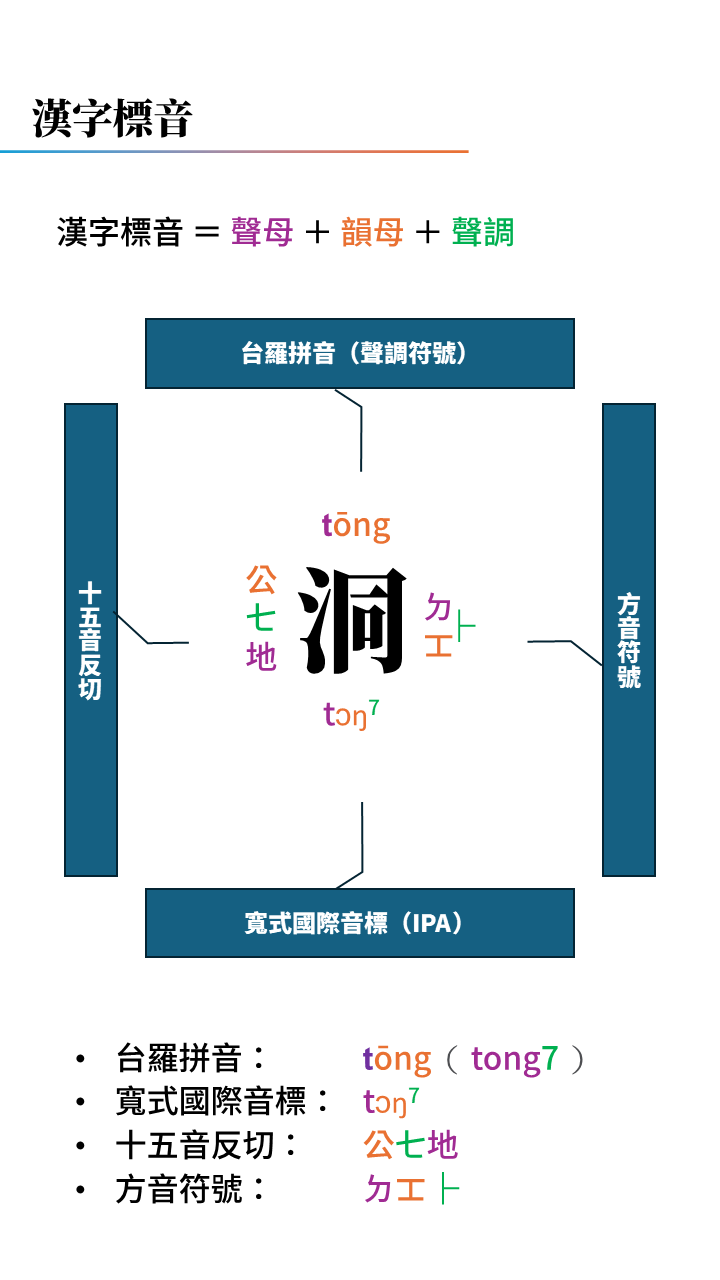 漢字標音
漢字標音 ＝ 聲母 ＋ 韻母 ＋ 聲調
台羅拼音（聲調符號）
十五音反切
方音符號
tōng
公七地
洞
ㄉㆲ├
tɔŋ⁷
寬式國際音標（IPA）
• 台羅拼音： tōng（ tong7 ）
• 寬式國際音標： tɔŋ⁷
• 十五音反切： 公七地
• 方音符號： ㄉㆲ├